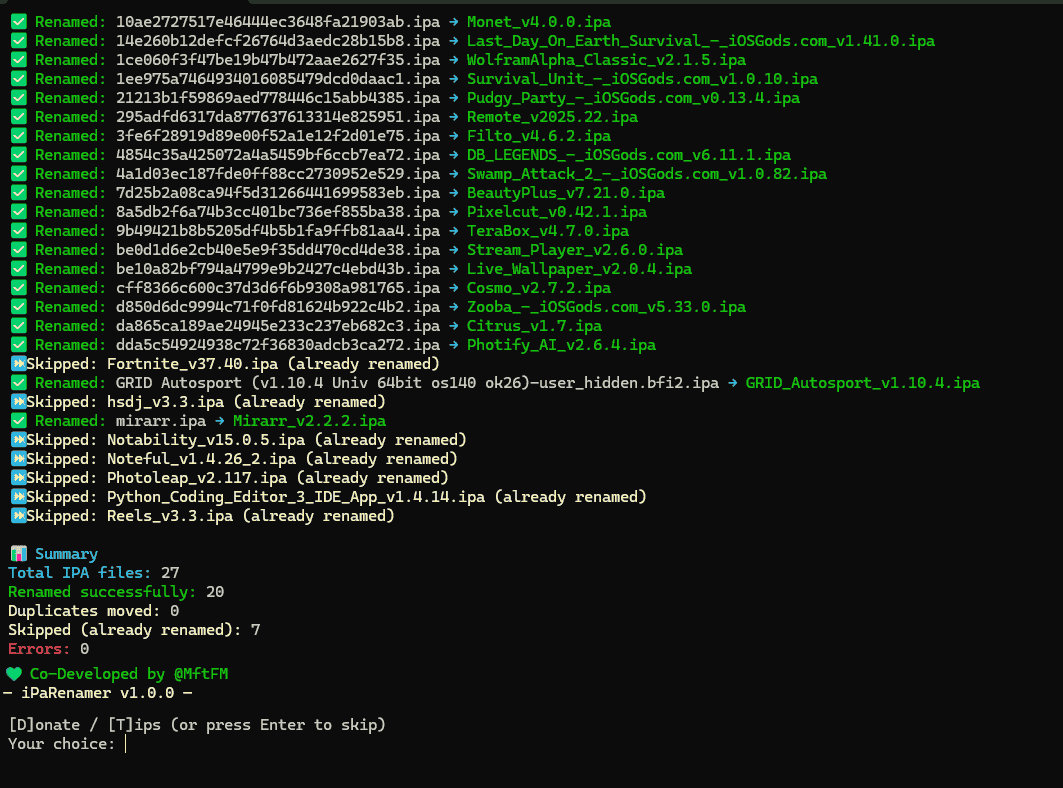 ✅ Renamed: 10ae2727517e46444ec3648fa21903ab.ipa → Monet_v4.0.0.ipa
✅ Renamed: 14e260b12defcf26764d3aedc28b15b8.ipa → Last_Day_On_Earth_Survival_-_iOSGods.com_v1.41.0.ipa
✅ Renamed: 1ce060f3f47be19b47b472aae2627f35.ipa → WolframAlpha_Classic_v2.1.5.ipa
✅ Renamed: 1ee975a7464934016085479dcd0daac1.ipa → Survival_Unit_-_iOSGods.com_v1.0.10.ipa
✅ Renamed: 21213b1f59869aed778446c15abb4385.ipa → Pudgy_Party_-_iOSGods.com_v0.13.4.ipa
✅ Renamed: 295adfd6317da877637613314e825951.ipa → Remote_v2025.22.ipa
✅ Renamed: 3fe6f28919d89e00f52a1e12f2d01e75.ipa → Filto_v4.6.2.ipa
✅ Renamed: 4854c35a425072a4a5459bf6ccb7ea72.ipa → DB_LEGENDS_-_iOSGods.com_v6.11.1.ipa
✅ Renamed: 4a1d03ec187fde0ff88cc2730952e529.ipa → Swamp_Attack_2_-_iOSGods.com_v1.0.82.ipa
✅ Renamed: 7d25b2a08ca94f5d31266441699583eb.ipa → BeautyPlus_v7.21.0.ipa
✅ Renamed: 8a5db2f6a74b3cc401bc736ef855ba38.ipa → Pixelcut_v0.42.1.ipa
✅ Renamed: 9b49421b8b5205df4b5b1fa9ffb81aa4.ipa → TeraBox_v4.7.0.ipa
✅ Renamed: be0d1d6e2cb40e5e9f35dd470cd4de38.ipa → Stream_Player_v2.6.0.ipa
✅ Renamed: be10a82bf794a4799e9b2427c4ebd43b.ipa → Live_Wallpaper_v2.0.4.ipa
✅ Renamed: cff8366c600c37d3d6f6b9308a981765.ipa → Cosmo_v2.7.2.ipa
✅ Renamed: d850d6dc9994c71f0fd81624b922c4b2.ipa → Zooba_-_iOSGods.com_v5.33.0.ipa
✅ Renamed: da865ca189ae24945e233c237eb682c3.ipa → Citrus_v1.7.ipa
✅ Renamed: dda5c54924938c72f36830adcb3ca272.ipa → Photify_AI_v2.6.4.ipa
⏩Skipped: Fortnite_v37.40.ipa (already renamed)
✅ Renamed: GRID Autosport (v1.10.4 Univ 64bit os140 ok26)-user_hidden.bfi2.ipa → GRID_Autosport_v1.10.4.ipa
⏩Skipped: hsdj_v3.3.ipa (already renamed)
✅ Renamed: mirarr.ipa → Mirarr_v2.2.2.ipa
⏩Skipped: Notability_v15.0.5.ipa (already renamed)
⏩Skipped: Noteful_v1.4.26_2.ipa (already renamed)
⏩Skipped: Photoleap_v2.117.ipa (already renamed)
⏩Skipped: Python_Coding_Editor_3_IDE_App_v1.4.14.ipa (already renamed)
⏩Skipped: Reels_v3.3.ipa (already renamed)
📊 Summary
Total IPA files: 27
Renamed successfully: 20
Duplicates moved: 0
Skipped (already renamed): 7
Errors: 0
💚 Co-Developed by @MftFM
— iPaRenamer v1.0.0 —
[D]onate / [T]ips (or press Enter to skip)
Your choice: